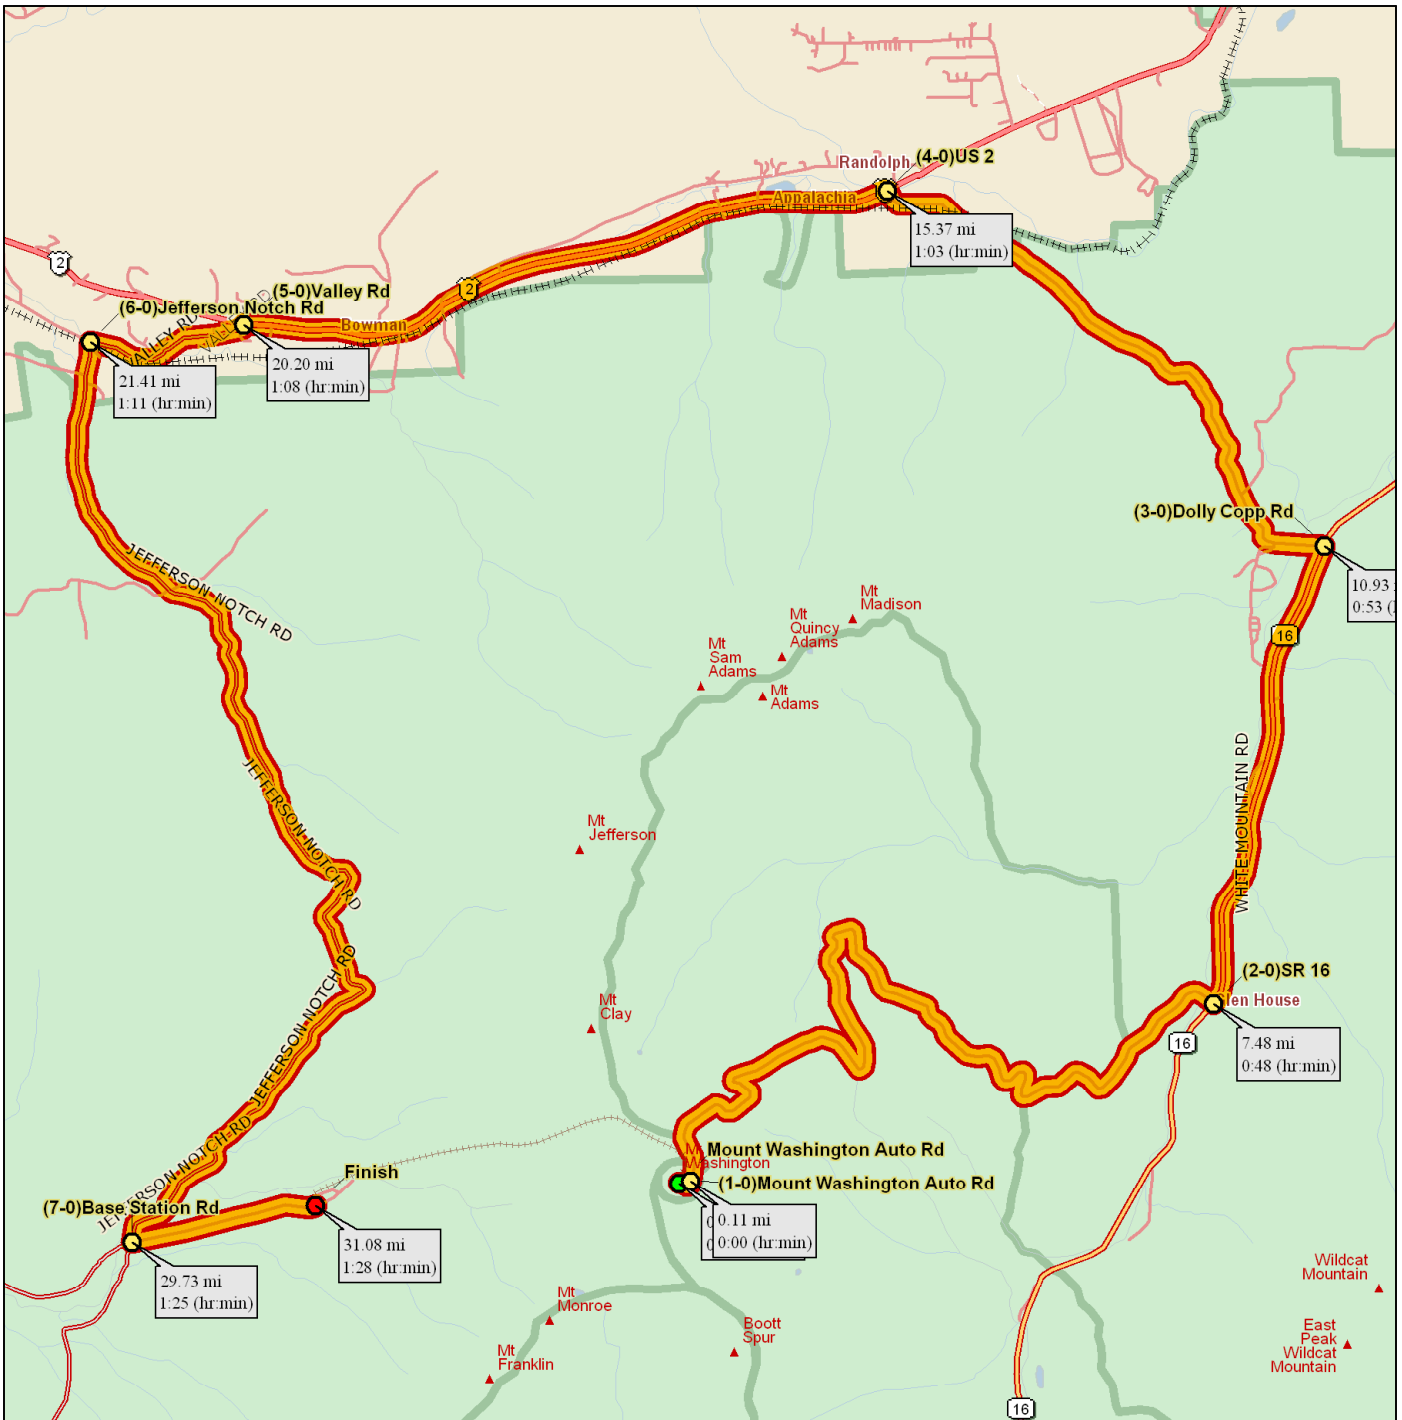 (4-0)US 2
Randolph
Appalachia
15.37 mi
1:03 (hr:min)
2
2
(5-0)Valley Rd
(6-0)Jefferson Notch Rd
VALLEY RD
Bowman
20.20 mi
1:08 (hr:min)
21.41 mi
1:11 (hr:min)
(3-0)Dolly Copp Rd
JEFFERSON NOTCH RD
10.93
0:53
Mt
Madison
Mt
Quincy
Adams
Mt
Sam
Adams
Mt
Adams
16
WHITE MOUNTAIN RD
JEFFERSON NOTCH RD
Mt
Jefferson
JEFFERSON NOTCH RD
(2-0)SR 16
Glen House
Mt
Clay
16
7.48 mi
0:48 (hr:min)
JEFFERSON NOTCH RD
Mount Washington Auto Rd
Washington
(1-0)Mount Washington Auto Rd
0.11 mi
0:00 (hr:min)
Finish
(7-0)Base Station Rd
31.08 mi
1:28 (hr:min)
29.73 mi
1:25 (hr:min)
Wildcat
Mountain
Mt
Monroe
Boott
Spur
East
Peak
Wildcat
Mountain
Mt
Franklin
16